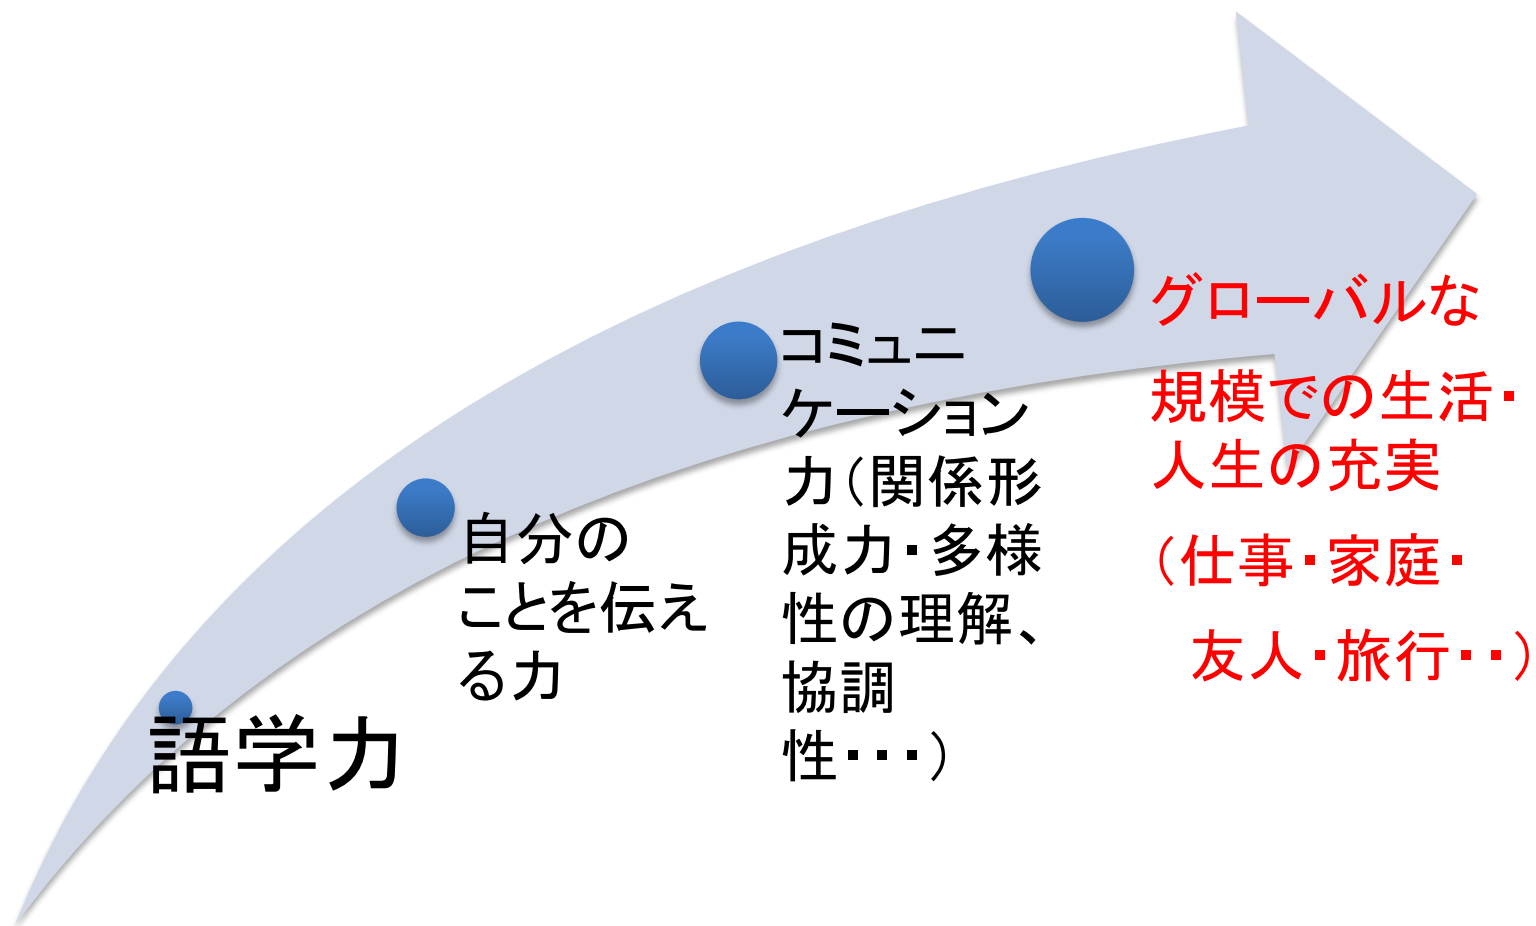 語学力
自分の
ことを伝え
る力
コミュニ
ケーション
力(関係形
成力・多様
性の理解、
協調
性・・・)
グローバルな
規模での生活・
人生の充実
(仕事・家庭・
友人・旅行・・)